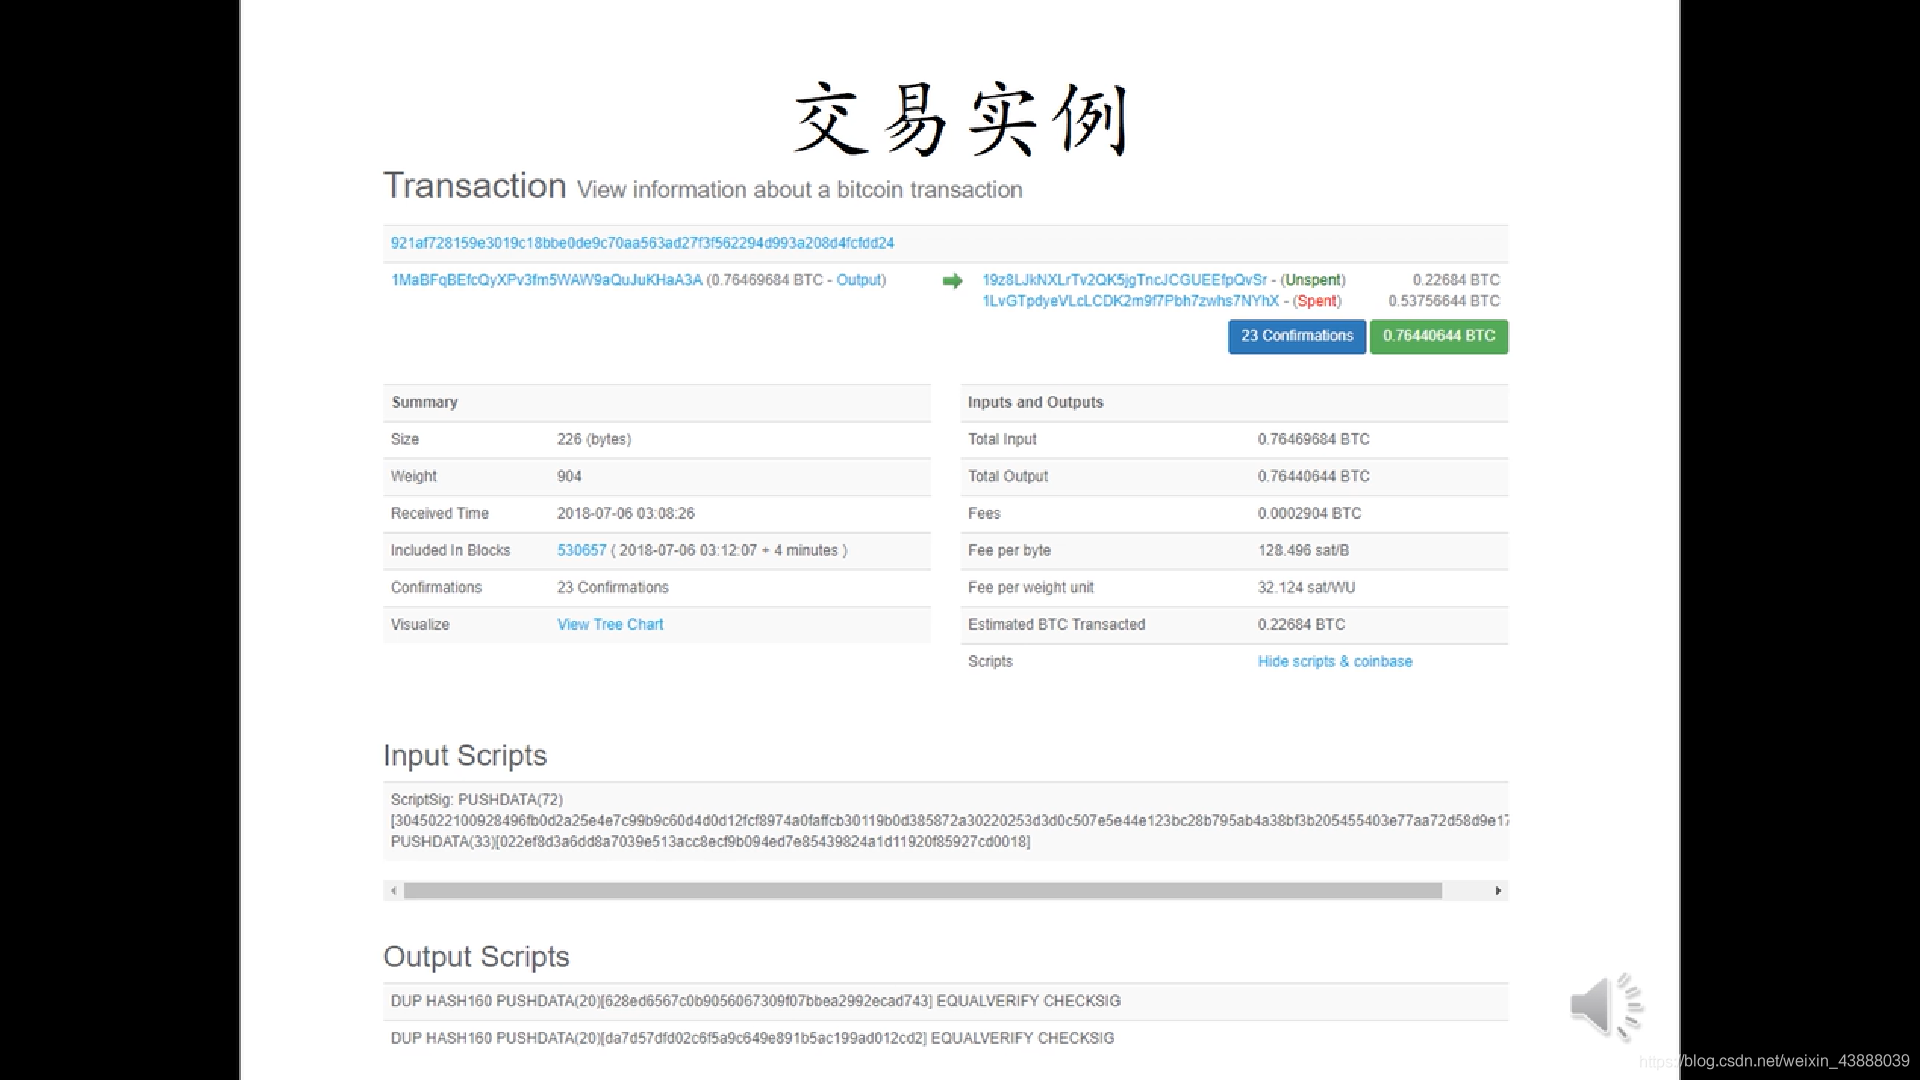 交易实例
Transaction View information about a bitcoin transaction
921af728159e3019c18bbe0de9c70aa563ad27f3f562294d993a208d4fcfdd24
1MaBFqBEfcQyXPv3fm5WAW9aQuJuKHaA3A (0.76469684 BTC - Output) 19z8LJkNXLrTv2QK5jgTncJCGUEEfpQvSr - (Unspent) 0.22684 BTC
1LvGTpdyeVLcLCDK2m9f7Pbh7zwhs7NYhX - (Spent) 0.53756644 BTC
23 Confirmations 0.76440644 BTC
Summary
Size 226 (bytes)
Weight 904
Received Time 2018-07-06 03:08:26
Included In Blocks 530657 ( 2018-07-06 03:12:07 + 4 minutes )
Confirmations 23 Confirmations
Visualize View Tree Chart
Inputs and Outputs
Total Input 0.76469684 BTC
Total Output 0.76440644 BTC
Fees 0.0002904 BTC
Fee per byte 128.496 sat/B
Fee per weight unit 32.124 sat/WU
Estimated BTC Transacted 0.22684 BTC
Scripts Hide scripts & coinbase
Input Scripts
ScriptSig: PUSHDATA(72)
[3045022100928496fb0d2a25e4e7c99b9c60d4d0d12fcf8974a0faffcb30119b0d385872a30220253d3d0c507e5e44e123bc28b795ab4a38bf3b205455403e77aa72d58d9e17
PUSHDATA(33)[022ef8d3a6dd8a7039e513acc8ecf9b094ed7e85439824a1d11920f85927cd0018]
Output Scripts
DUP HASH160 PUSHDATA(20)[628ed6567c0b9056067309f07bbea2992ecad743] EQUALVERIFY CHECKSIG
DUP HASH160 PUSHDATA(20)[da7d57dfd02c6f5a9c649e891b5ac199ad012cd2] EQUALVERIFY CHECKSIG
https://blog.csdn.net/weixin_43888039